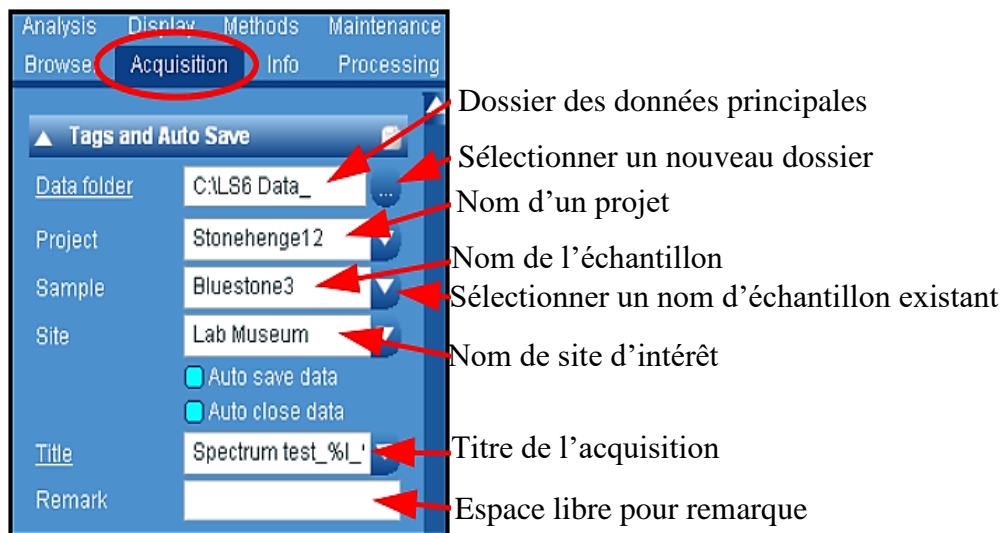 Analysis Display Methods Maintenance
Browse Acquisition Info Processing
Dossier des données principales
Tags and Auto Save
Sélectionner un nouveau dossier
Data folder C:\LS6 Data_ ...
Nom d’un projet
Project Stonehenge12
Nom de l’échantillon
Sample Bluestone3
Sélectionner un nom d’échantillon existant
Site Lab Museum
Nom de site d’intérêt
Auto save data
Auto close data
Title Spectrum test_%I_'
Titre de l’acquisition
Remark
Espace libre pour remarque